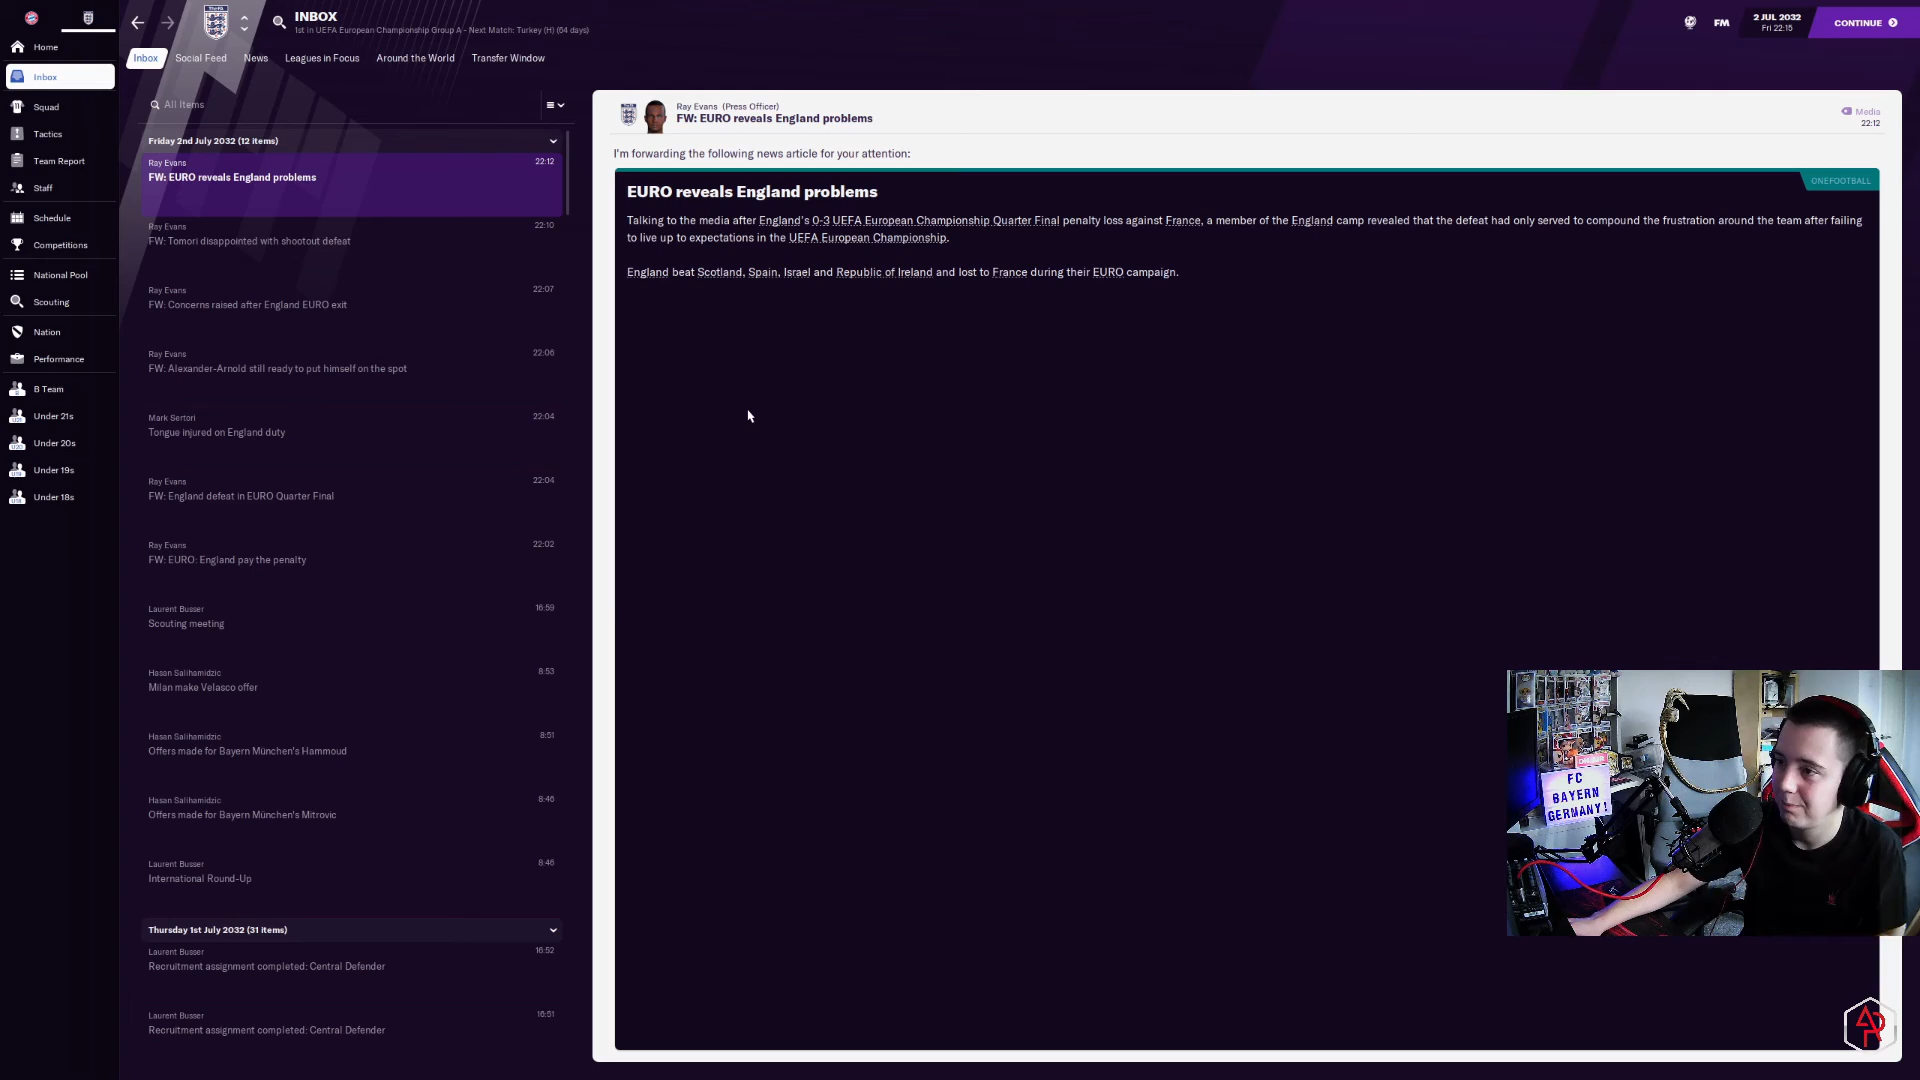 INBOX
1st in UEFA European Championship Group A - Next Match: Turkey (H) (64 days)
FM
2 JUL 2032
Fri 22:15
CONTINUE
Home
Inbox
Squad
Tactics
Team Report
Staff
Schedule
Competitions
National Pool
Scouting
Nation
Performance
B Team
Under 21s
Under 20s
Under 19s
Under 18s
Inbox
Social Feed
News
Leagues in Focus
Around the World
Transfer Window
All Items
Friday 2nd July 2032 (12 items)
Ray Evans
22:12
FW: EURO reveals England problems
Ray Evans
22:10
FW: Tomori disappointed with shootout defeat
Ray Evans
22:07
FW: Concerns raised after England EURO exit
Ray Evans
22:06
FW: Alexander-Arnold still ready to put himself on the spot
Mark Sertori
22:04
Tongue injured on England duty
Ray Evans
22:04
FW: England defeat in EURO Quarter Final
Ray Evans
22:02
FW: EURO: England pay the penalty
Laurent Busser
16:59
Scouting meeting
Hasan Salihamidzic
8:53
Milan make Velasco offer
Hasan Salihamidzic
8:51
Offers made for Bayern München's Hammoud
Hasan Salihamidzic
8:46
Offers made for Bayern München's Mitrovic
Laurent Busser
8:46
International Round-Up
Thursday 1st July 2032 (31 items)
Laurent Busser
16:52
Recruitment assignment completed: Central Defender
Laurent Busser
16:51
Recruitment assignment completed: Central Defender
Ray Evans (Press Officer)
FW: EURO reveals England problems
Media
22:12
I'm forwarding the following news article for your attention:
ONEFOOTBALL
EURO reveals England problems
Talking to the media after England's 0-3 UEFA European Championship Quarter Final penalty loss against France, a member of the England camp revealed that the defeat had only served to compound the frustration around the team after failing
to live up to expectations in the UEFA European Championship.
England beat Scotland, Spain, Israel and Republic of Ireland and lost to France during their EURO campaign.
FC
BAYERN
GERMANY!